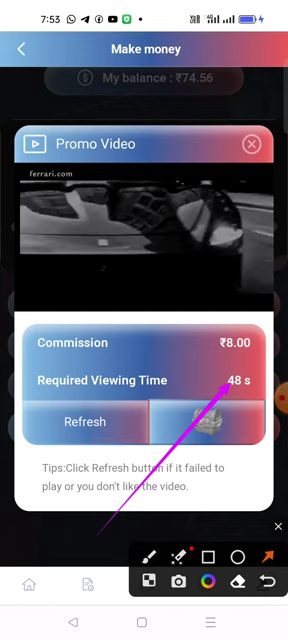 7:53
Make money
My balance : ₹74.56
Promo Video
ferrari.com
Commission ₹8.00
Required Viewing Time 48 s
Refresh
Tips:Click Refresh button if it failed to
play or you don't like the video.